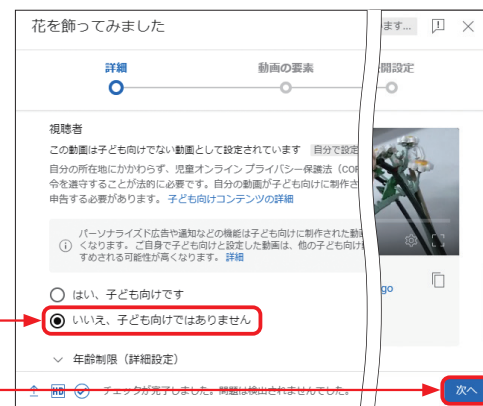 花を飾ってみました
ます...
詳細
動画の要素
開設定
視聴者
この動画は子ども向けでない動画として設定されています 自分で設定
自分の所在地にかかわらず、児童オンライン プライバシー保護法（COP
令を遵守することが法的に必要です。自分の動画が子ども向けに制作さ
申告する必要があります。 子ども向けコンテンツの詳細
パーソナライズド広告や通知などの機能は子ども向けに制作された動画
くなります。ご自身で子ども向けと設定した動画は、他の子ども向け
すめされる可能性が高くなります。 詳細
go
はい、子ども向けです
いいえ、子ども向けではありません
年齢制限（詳細設定）
HD
チェックが完了しました。問題は検出されませんでした。
次へ